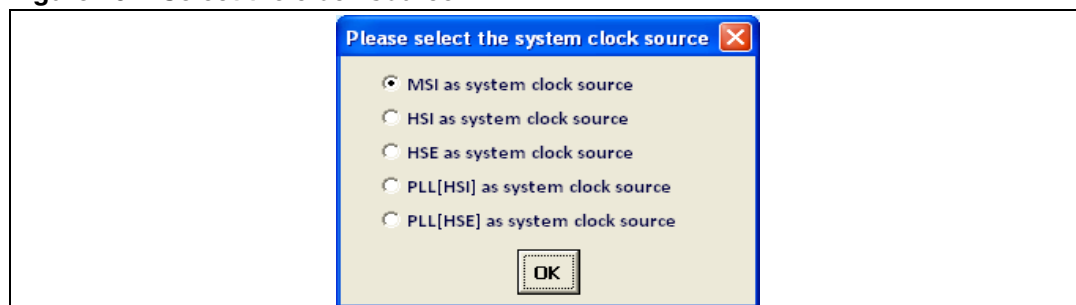 Please select the system clock source
MSI as system clock source
HSI as system clock source
HSE as system clock source
PLL[HSI] as system clock source
PLL[HSE] as system clock source
OK